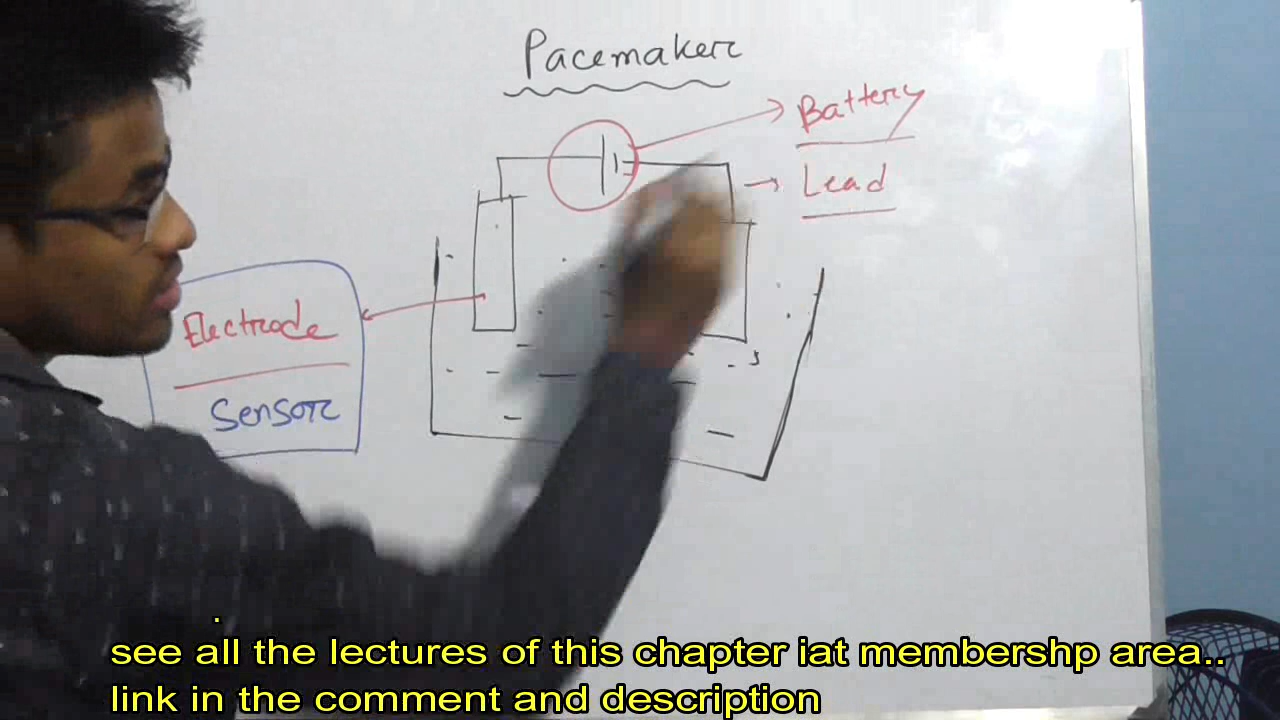 Pacemaker
Battery
Lead
Electrode
Sensor
see all the lectures of this chapter iat membershp area..
link in the comment and description